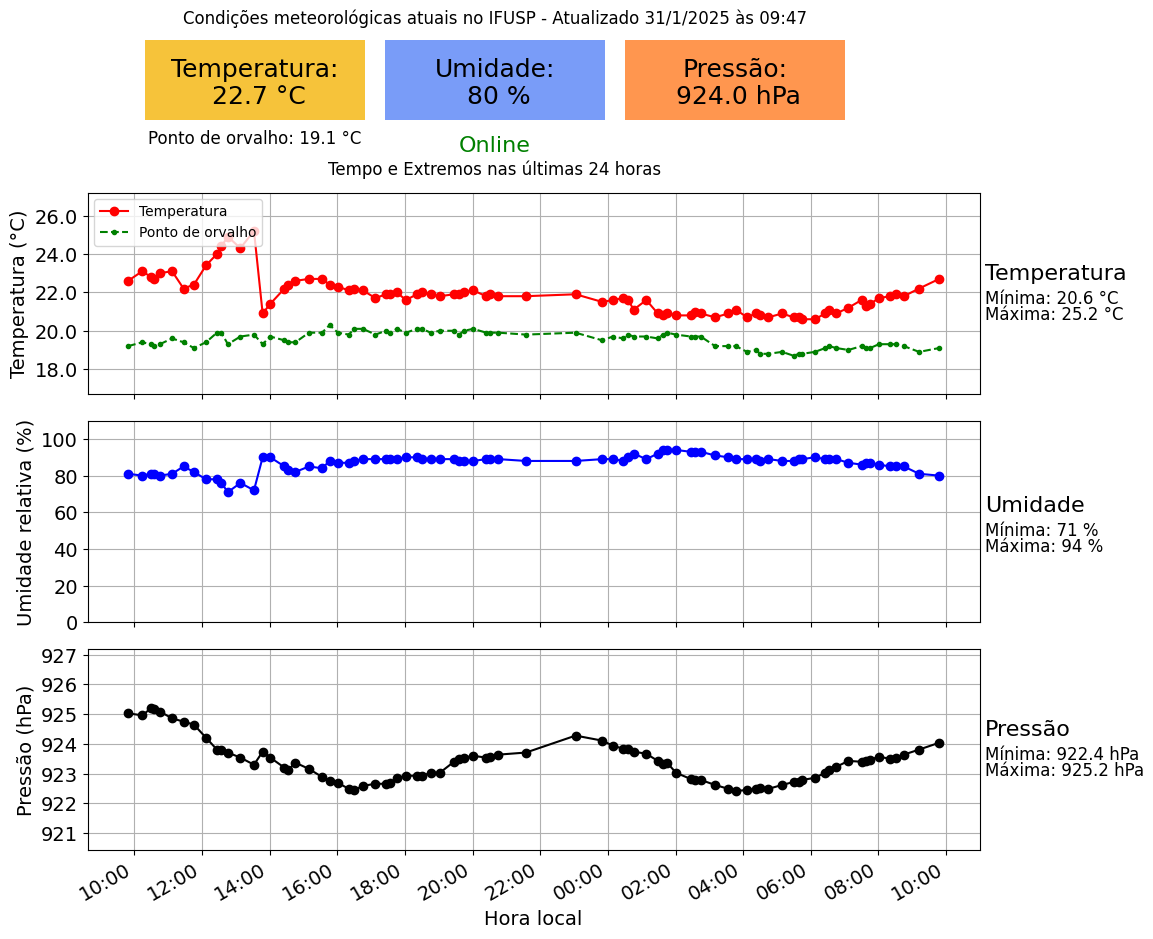 Condições meteorológicas atuais no IFUSP - Atualizado 31/1/2025 às 09:47
Temperatura:
22.7 °C
Umidade:
80 %
Pressão:
924.0 hPa
Ponto de orvalho: 19.1 °C
Online
Tempo e Extremos nas últimas 24 horas
Temperatura (°C)
26.0
24.0
22.0
20.0
18.0
Temperatura
Ponto de orvalho
Temperatura
Mínima: 20.6 °C
Máxima: 25.2 °C
Umidade relativa (%)
100
80
60
40
20
0
Umidade
Mínima: 71 %
Máxima: 94 %
Pressão (hPa)
927
926
925
924
923
922
921
Pressão
Mínima: 922.4 hPa
Máxima: 925.2 hPa
10:00
12:00
14:00
16:00
18:00
20:00
22:00
00:00
02:00
04:00
06:00
08:00
10:00
Hora local